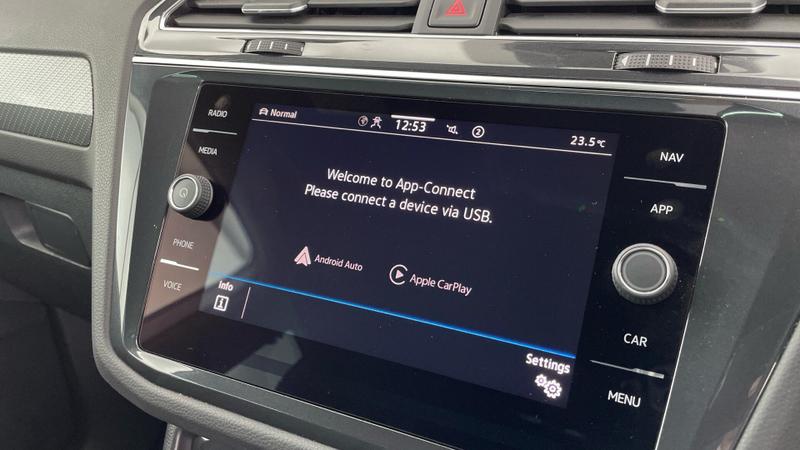 RADIO
MEDIA
PHONE
VOICE
Normal
12:53
2
23.5°C
Welcome to App-Connect
Please connect a device via USB.
Android Auto
Apple CarPlay
Info
i
Settings
NAV
APP
CAR
MENU